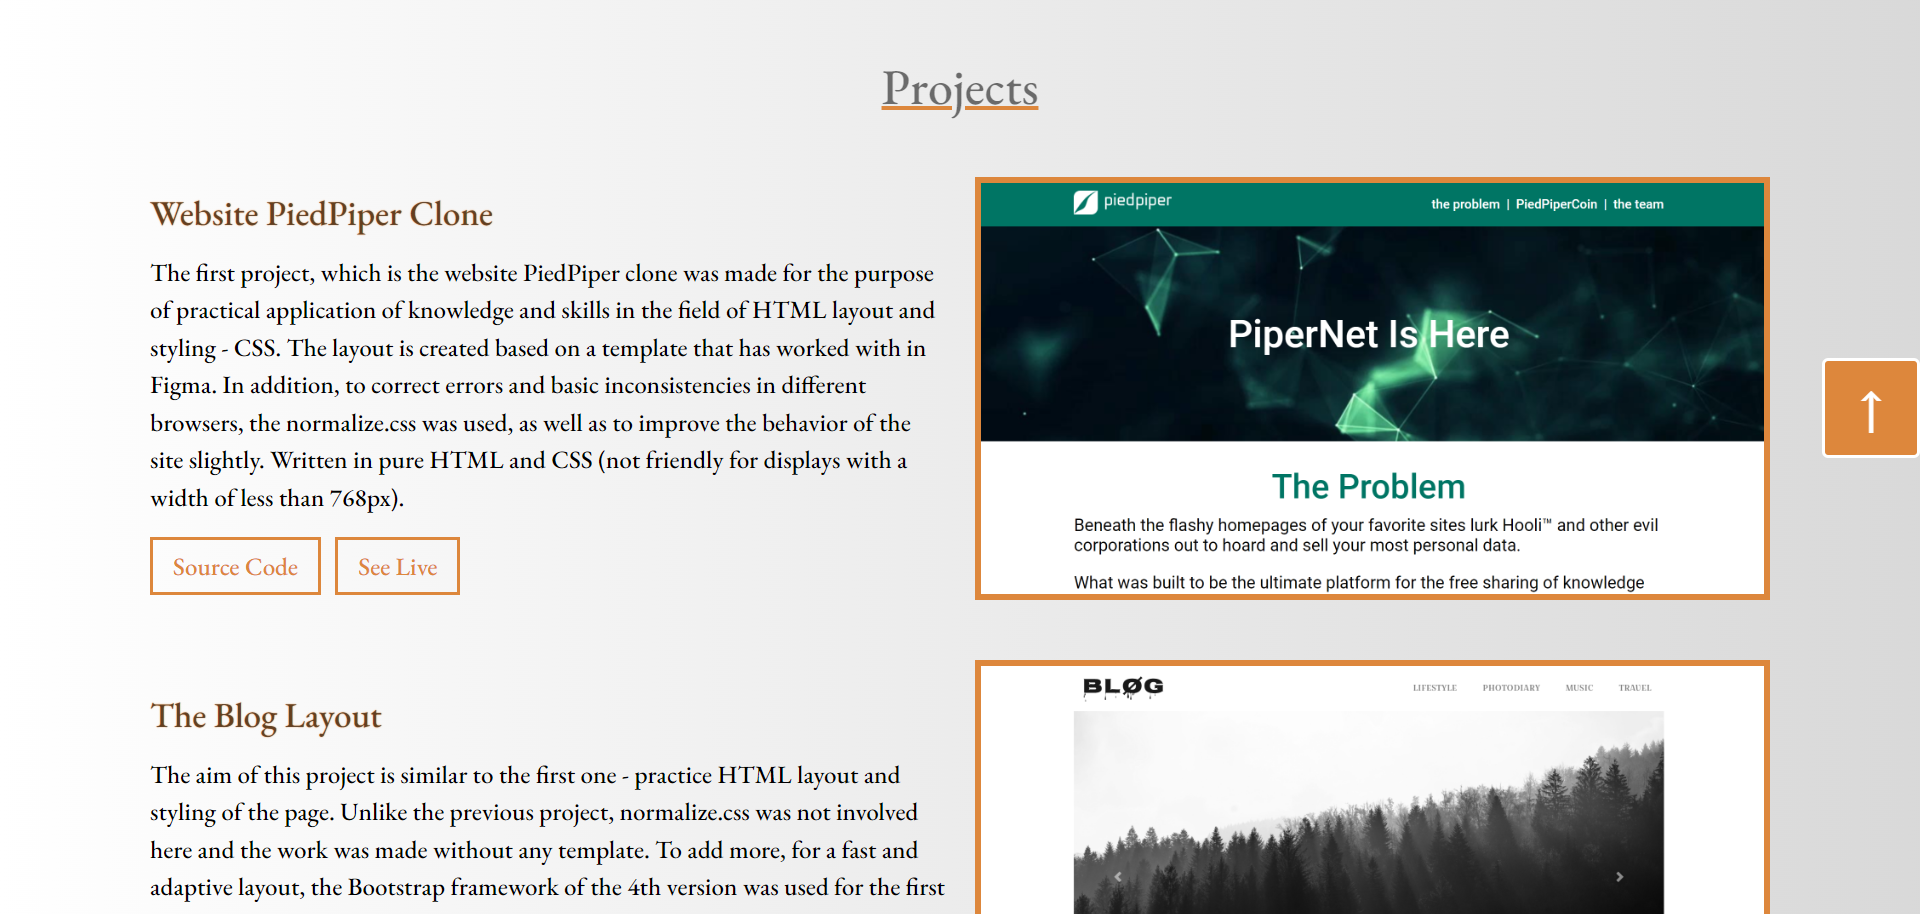 Projects
Website PiedPiper Clone
The first project, which is the website PiedPiper clone was made for the purpose
of practical application of knowledge and skills in the field of HTML layout and
styling - CSS. The layout is created based on a template that has worked with in
Figma. In addition, to correct errors and basic inconsistencies in different
browsers, the normalize.css was used, as well as to improve the behavior of the
site slightly. Written in pure HTML and CSS (not friendly for displays with a
width of less than 768px).
Source Code
See Live
piedpiper
the problem | PiedPiperCoin | the team
PiperNet Is Here
The Problem
Beneath the flashy homepages of your favorite sites lurk Hooli™ and other evil
corporations out to hoard and sell your most personal data.
What was built to be the ultimate platform for the free sharing of knowledge
↑
The Blog Layout
The aim of this project is similar to the first one - practice HTML layout and
styling of the page. Unlike the previous project, normalize.css was not involved
here and the work was made without any template. To add more, for a fast and
adaptive layout, the Bootstrap framework of the 4th version was used for the first
BLØG
LIFESTYLE PHOTODIARY MUSIC TRAVEL